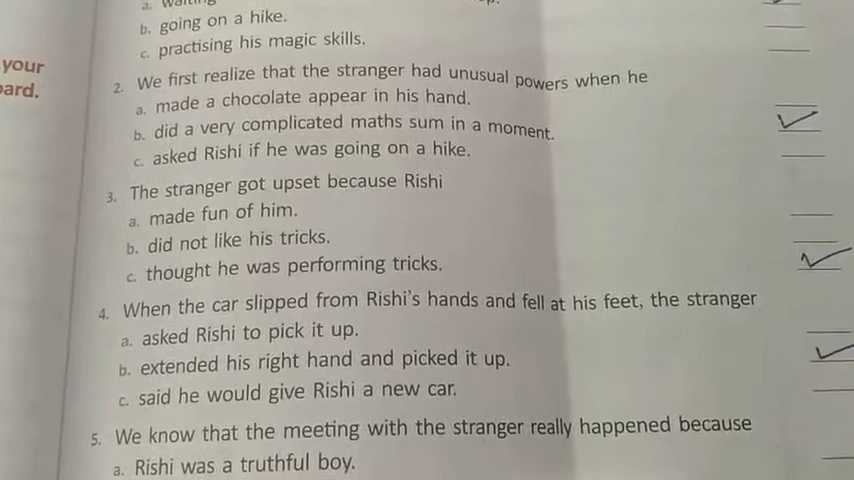 a. waiting
b. going on a hike.
c. practising his magic skills.
your
2. We first realize that the stranger had unusual powers when he
ard.
a. made a chocolate appear in his hand.
b. did a very complicated maths sum in a moment.
c. asked Rishi if he was going on a hike.
3. The stranger got upset because Rishi
a. made fun of him.
b. did not like his tricks.
c. thought he was performing tricks.
4. When the car slipped from Rishi's hands and fell at his feet, the stranger
a. asked Rishi to pick it up.
b. extended his right hand and picked it up.
c. said he would give Rishi a new car.
5. We know that the meeting with the stranger really happened because
a. Rishi was a truthful boy.